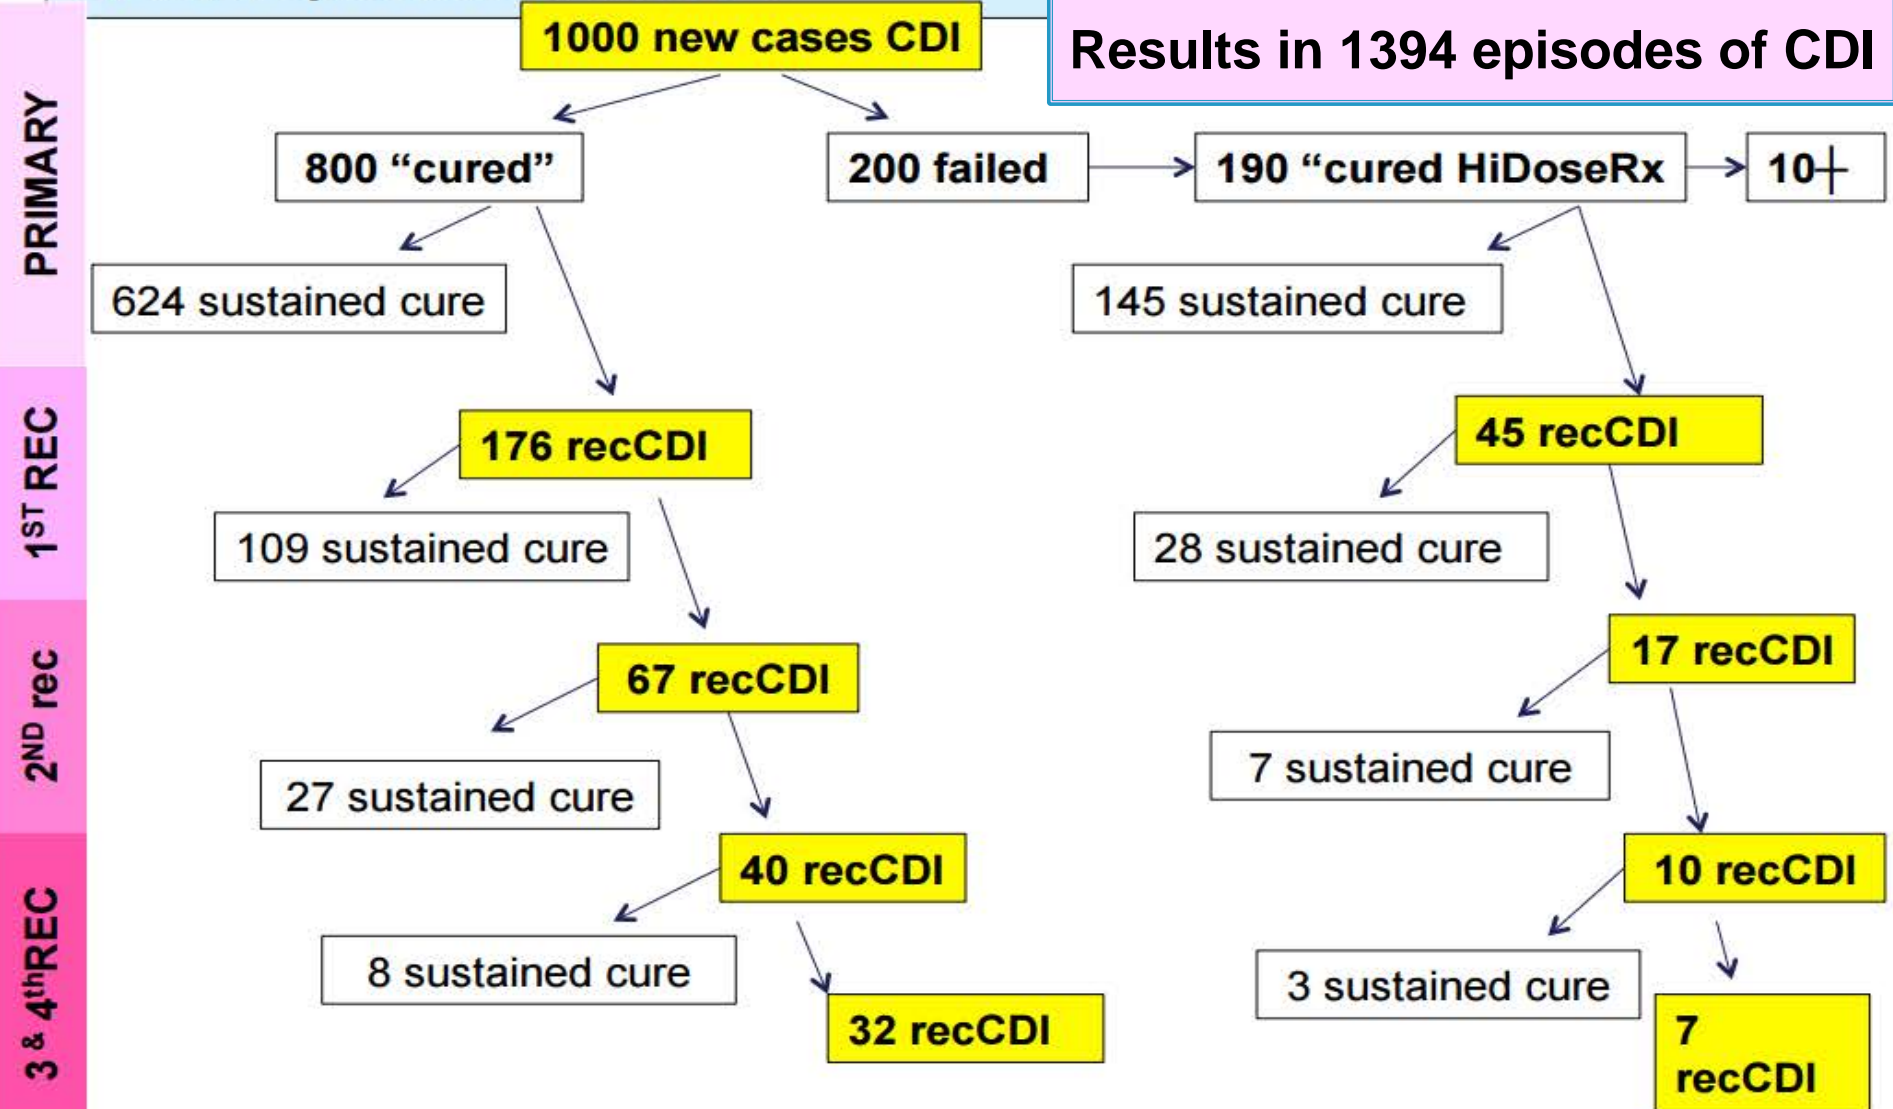 1000 new cases CDI
Results in 1394 episodes of CDI
PRIMARY
800 “cured”
200 failed
190 “cured HiDoseRx
10┼
624 sustained cure
145 sustained cure
1ST REC
176 recCDI
45 recCDI
109 sustained cure
28 sustained cure
2ND rec
67 recCDI
17 recCDI
27 sustained cure
7 sustained cure
3 & 4thREC
40 recCDI
10 recCDI
8 sustained cure
3 sustained cure
32 recCDI
7
recCDI